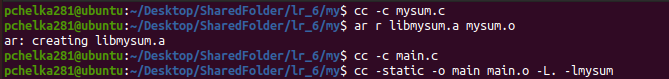 pchelka281@ubuntu:~/Desktop/SharedFolder/lr_6/my$ cc -c mysum.c
pchelka281@ubuntu:~/Desktop/SharedFolder/lr_6/my$ ar r libmysum.a mysum.o
ar: creating libmysum.a
pchelka281@ubuntu:~/Desktop/SharedFolder/lr_6/my$ cc -c main.c
pchelka281@ubuntu:~/Desktop/SharedFolder/lr_6/my$ cc -static -o main main.o -L. -lmysum